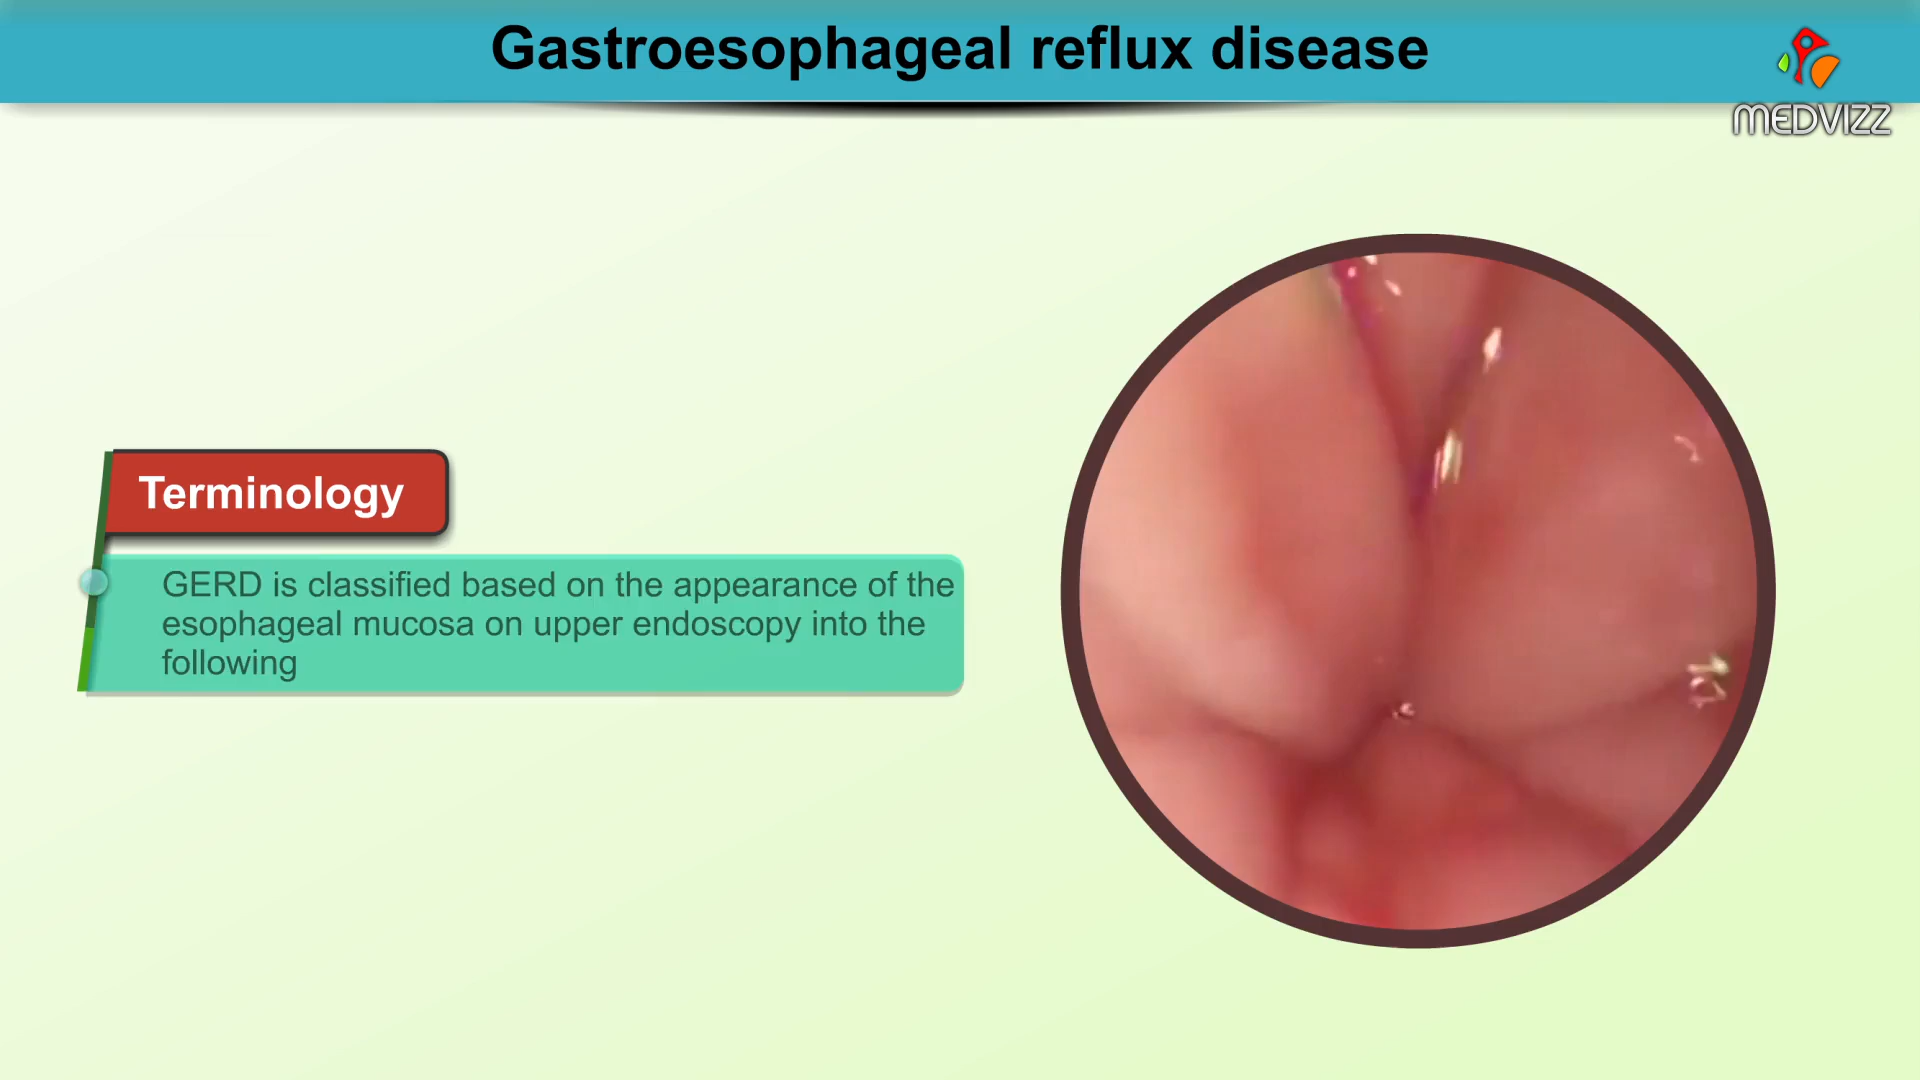 Gastroesophageal reflux disease
MEDVIZZ
Terminology
GERD is classified based on the appearance of the
esophageal mucosa on upper endoscopy into the
following